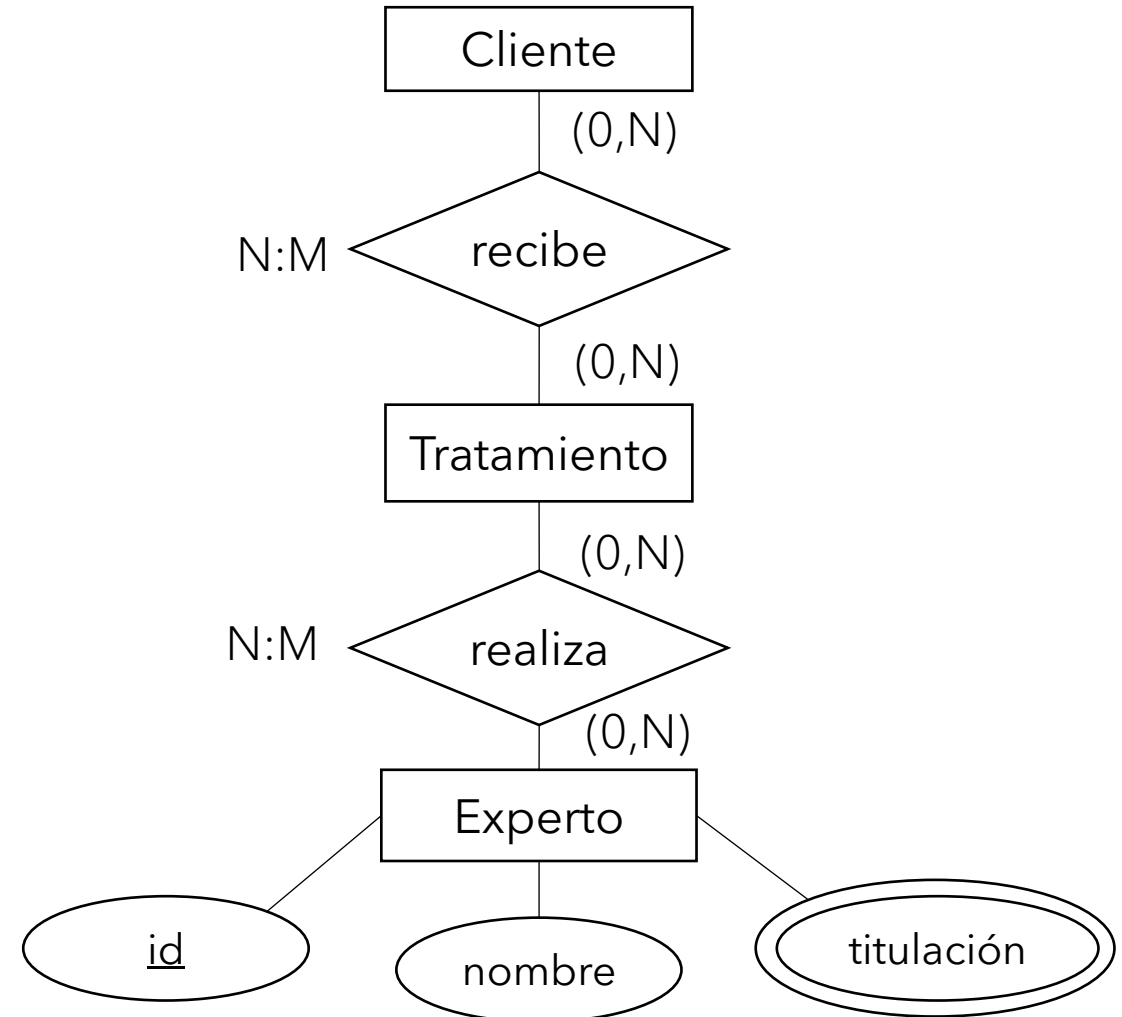 Cliente
(0,N)
N:M
recibe
(0,N)
Tratamiento
(0,N)
N:M
realiza
(0,N)
Experto
id
nombre
titulación